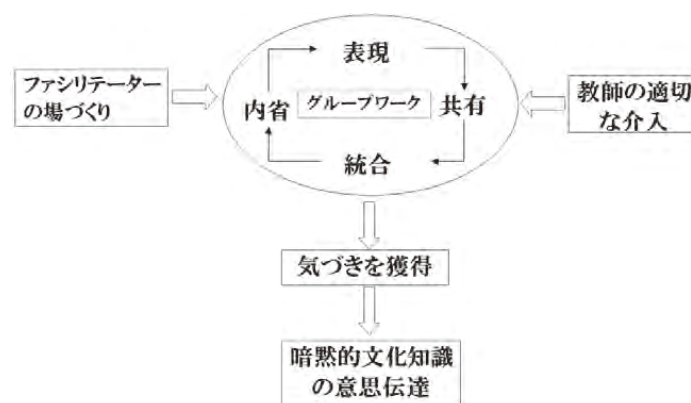 表現
ファシリテーター
の場づくり
内省
グループワーク
共有
教師の適切
な介入
統合
気づきを獲得
暗黙的文化知識
の意思伝達